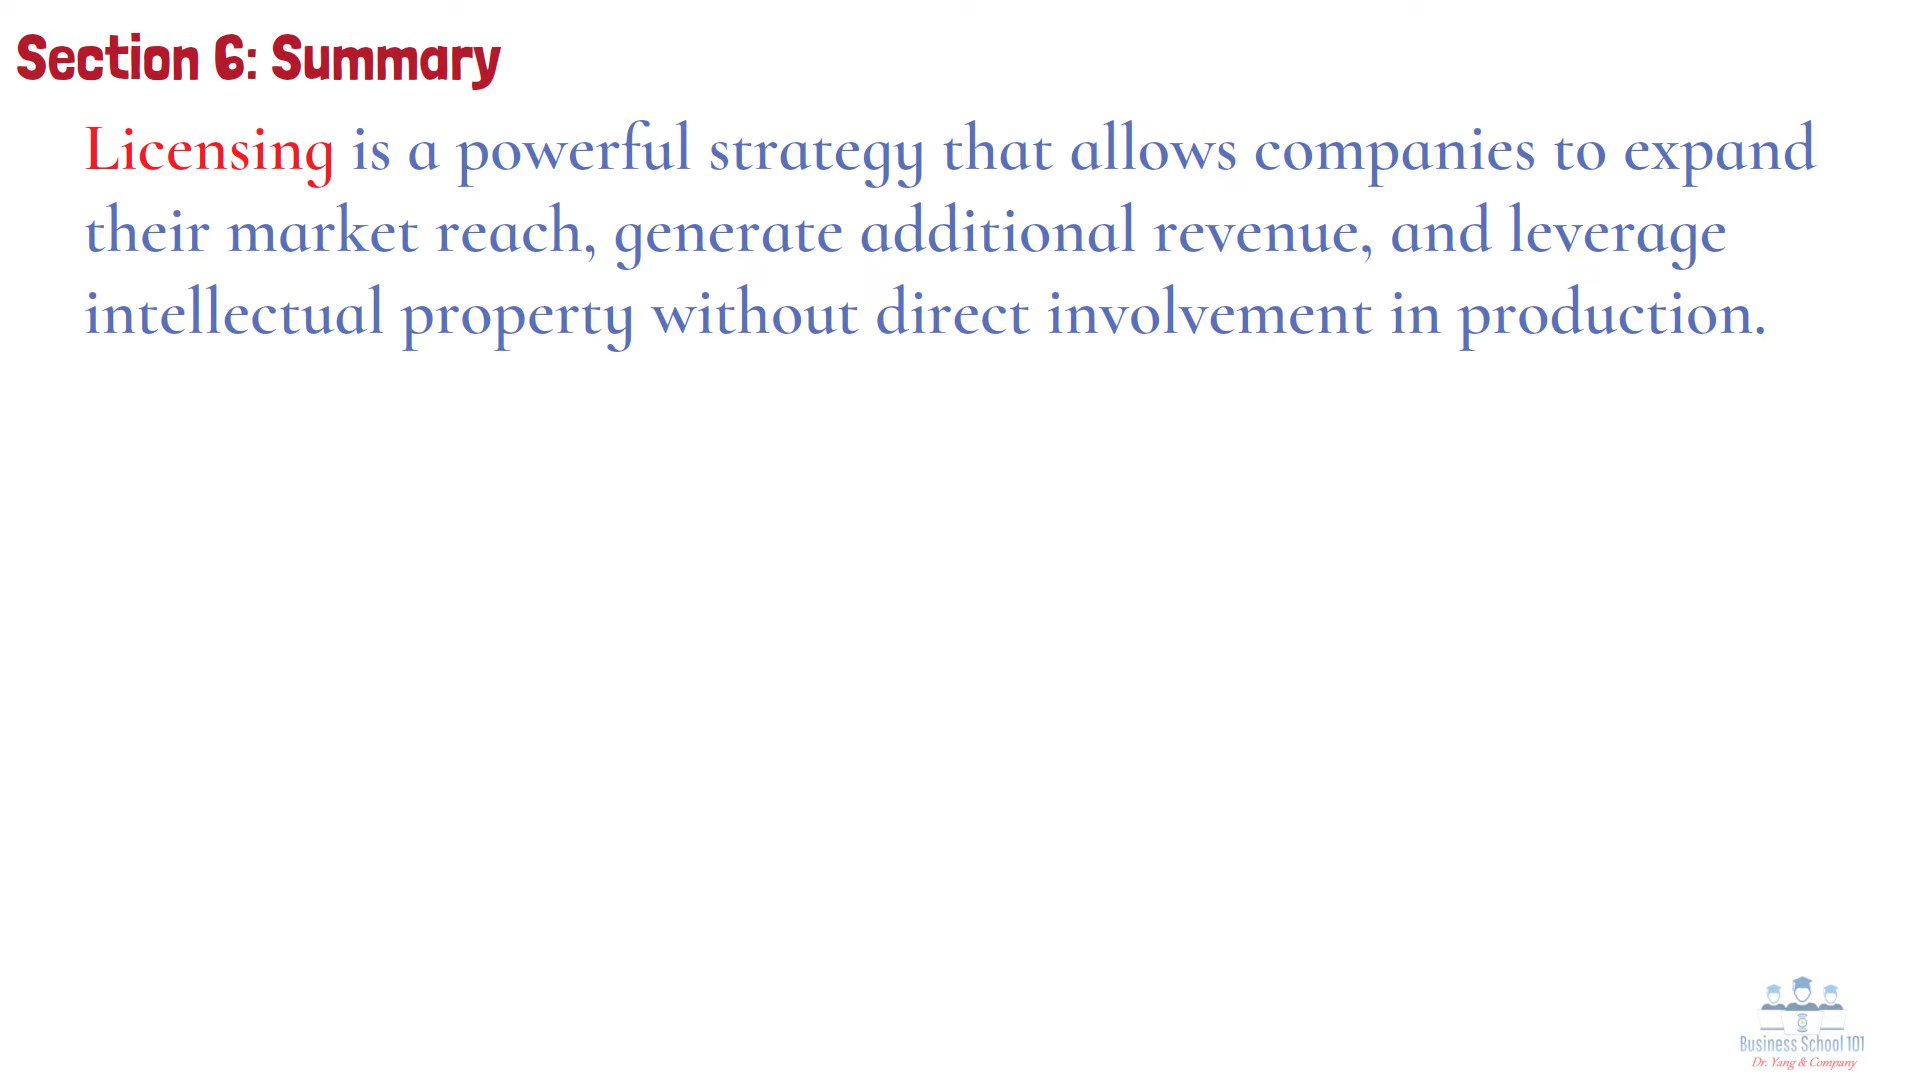 Section 6: Summary
Licensing is a powerful strategy that allows companies to expand
their market reach, generate additional revenue, and leverage
intellectual property without direct involvement in production.
Business School 101
Dr. Yang & Company